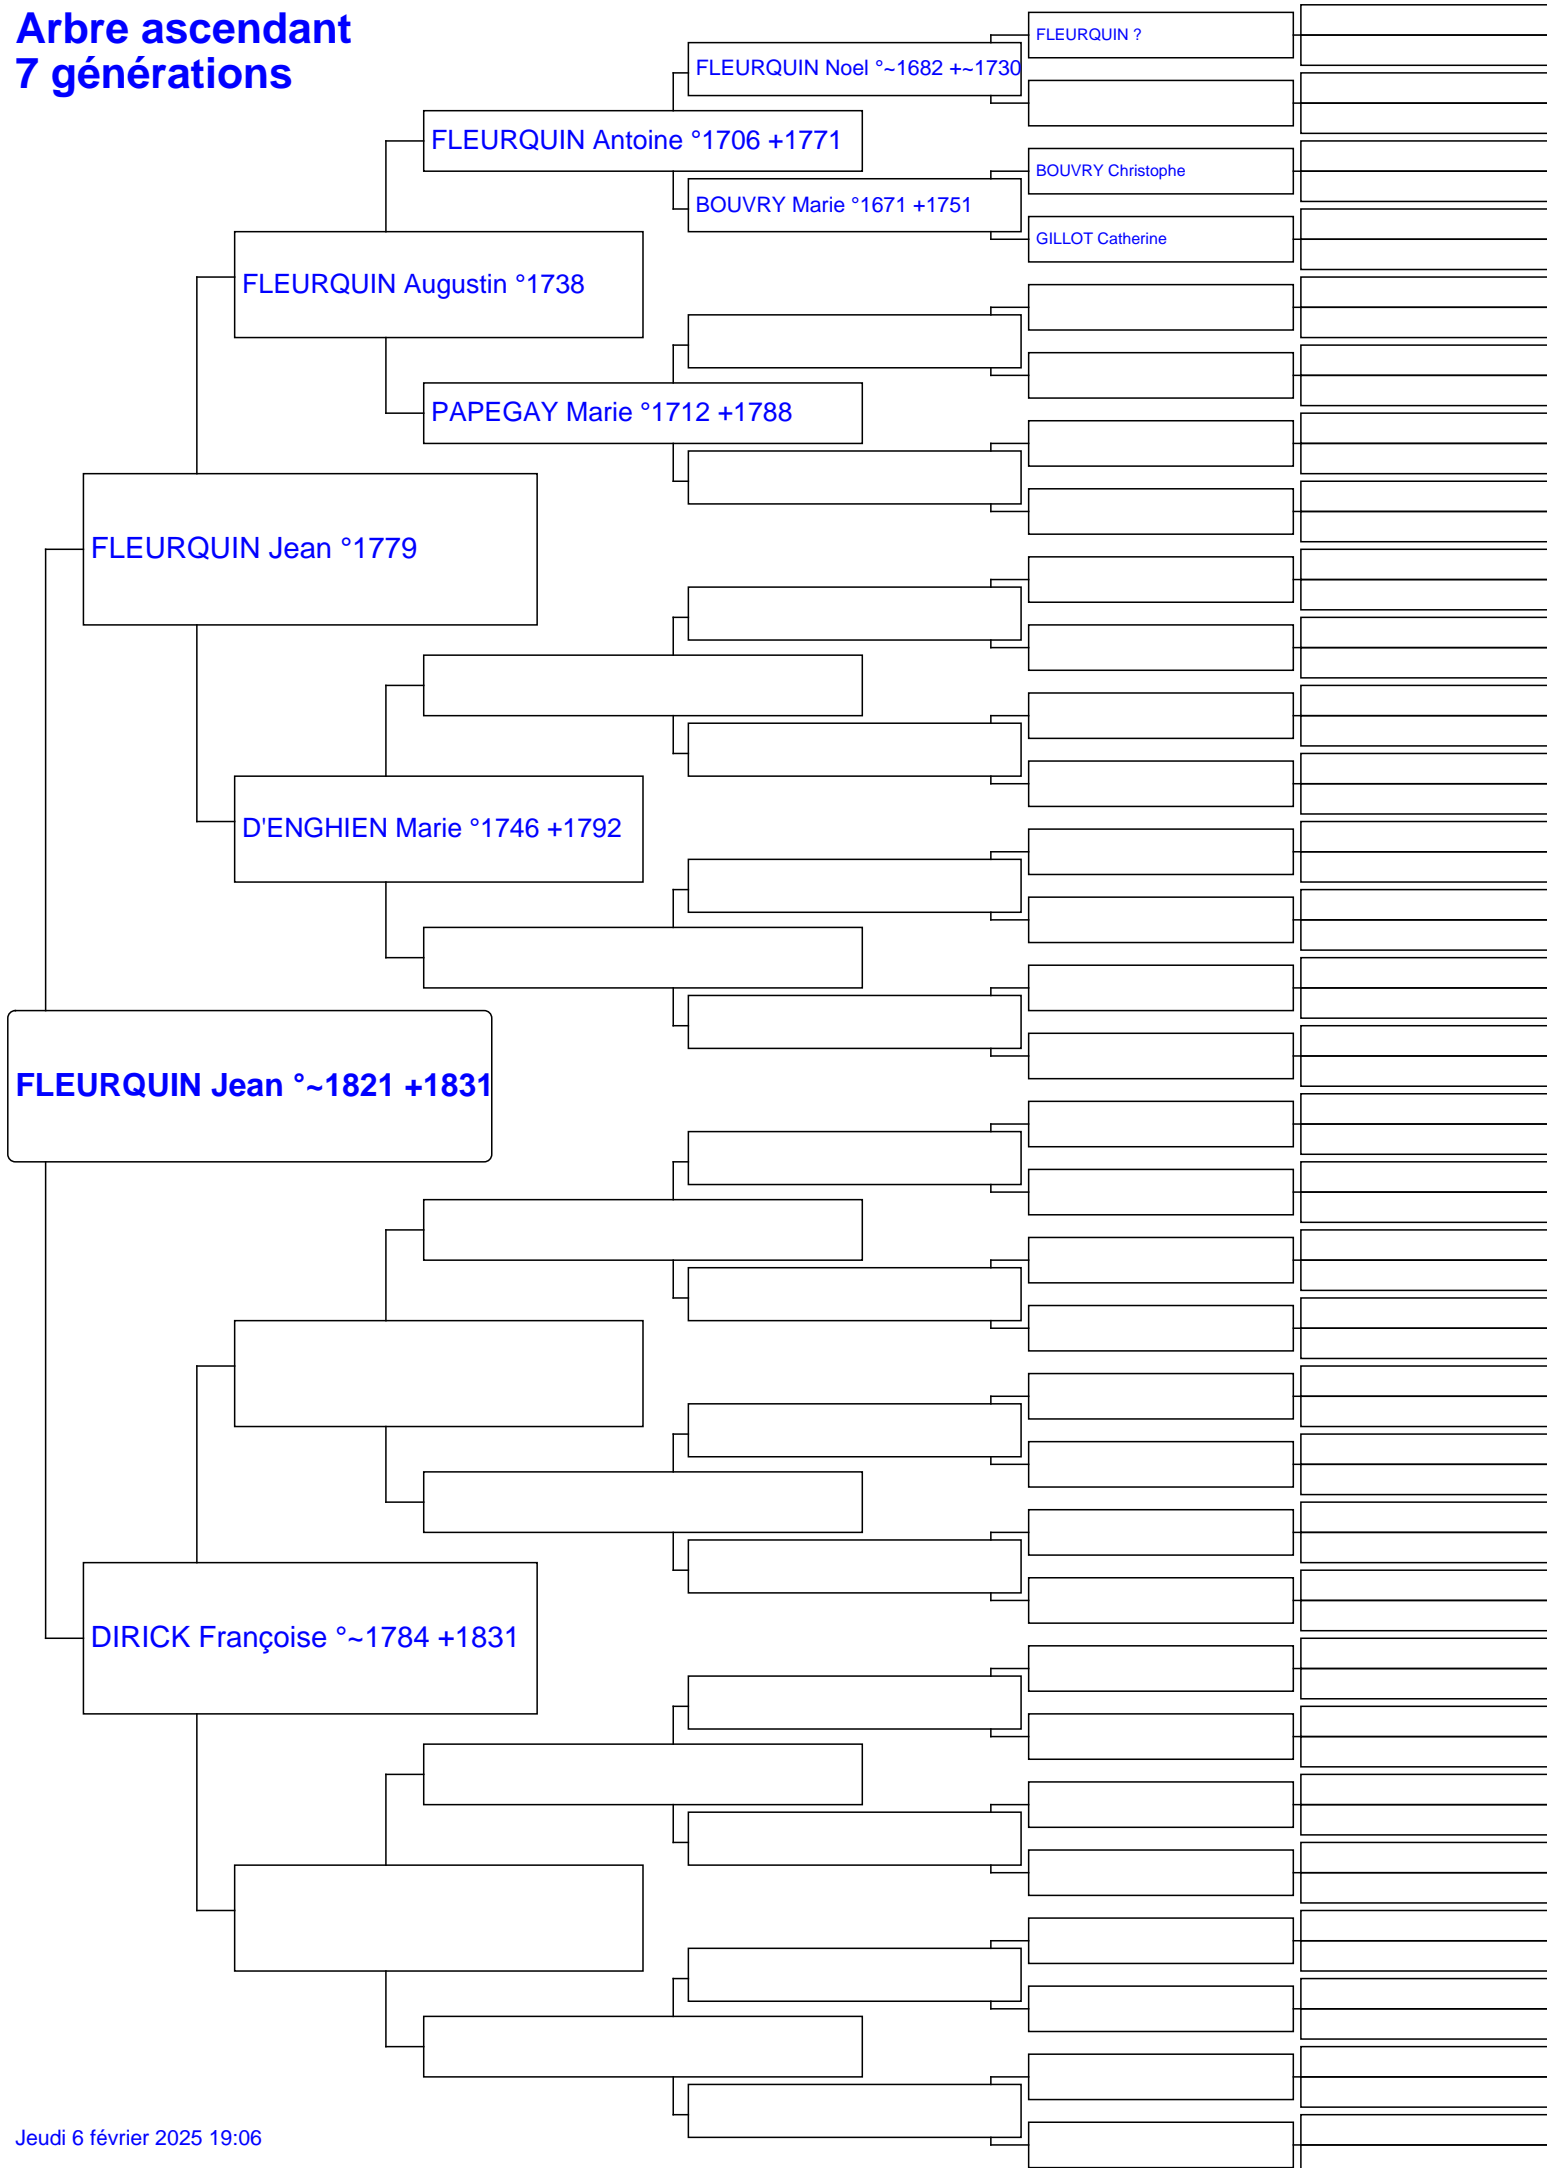 Arbre ascendant
7 générations
FLEURQUIN ?
FLEURQUIN Noel °~1682 +~1730
FLEURQUIN Antoine °1706 +1771
BOUVRY Christophe
BOUVRY Marie °1671 +1751
GILLOT Catherine
FLEURQUIN Augustin °1738
PAPEGAY Marie °1712 +1788
FLEURQUIN Jean °1779
D'ENGHIEN Marie °1746 +1792
FLEURQUIN Jean °~1821 +1831
DIRICK Françoise °~1784 +1831
Jeudi 6 février 2025 19:06